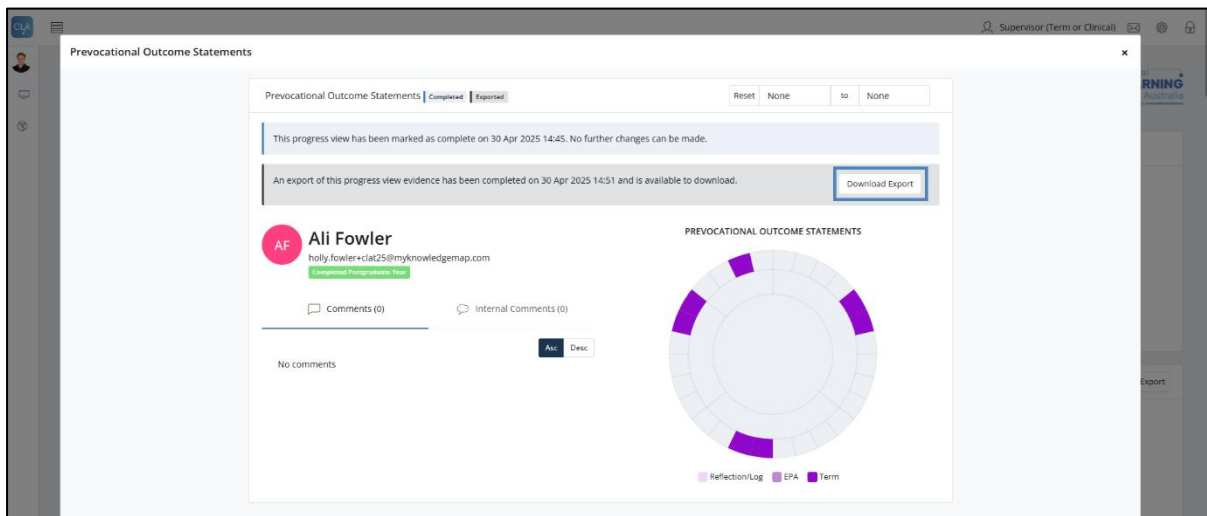 CLA
Supervisor (Term or Clinical)
Prevocational Outcome Statements
×
RNING
Australia
Prevocational Outcome Statements Completed Exported
Reset None to None
This progress view has been marked as complete on 30 Apr 2025 14:45. No further changes can be made.
An export of this progress view evidence has been completed on 30 Apr 2025 14:51 and is available to download.
Download Export
AF
Ali Fowler
holly.fowler+clat25@myknowledgemap.com
Completed Postgraduate Year
Comments (0)
Internal Comments (0)
Asc Desc
No comments
PREVOCATIONAL OUTCOME STATEMENTS
Reflection/Log EPA Term
Export